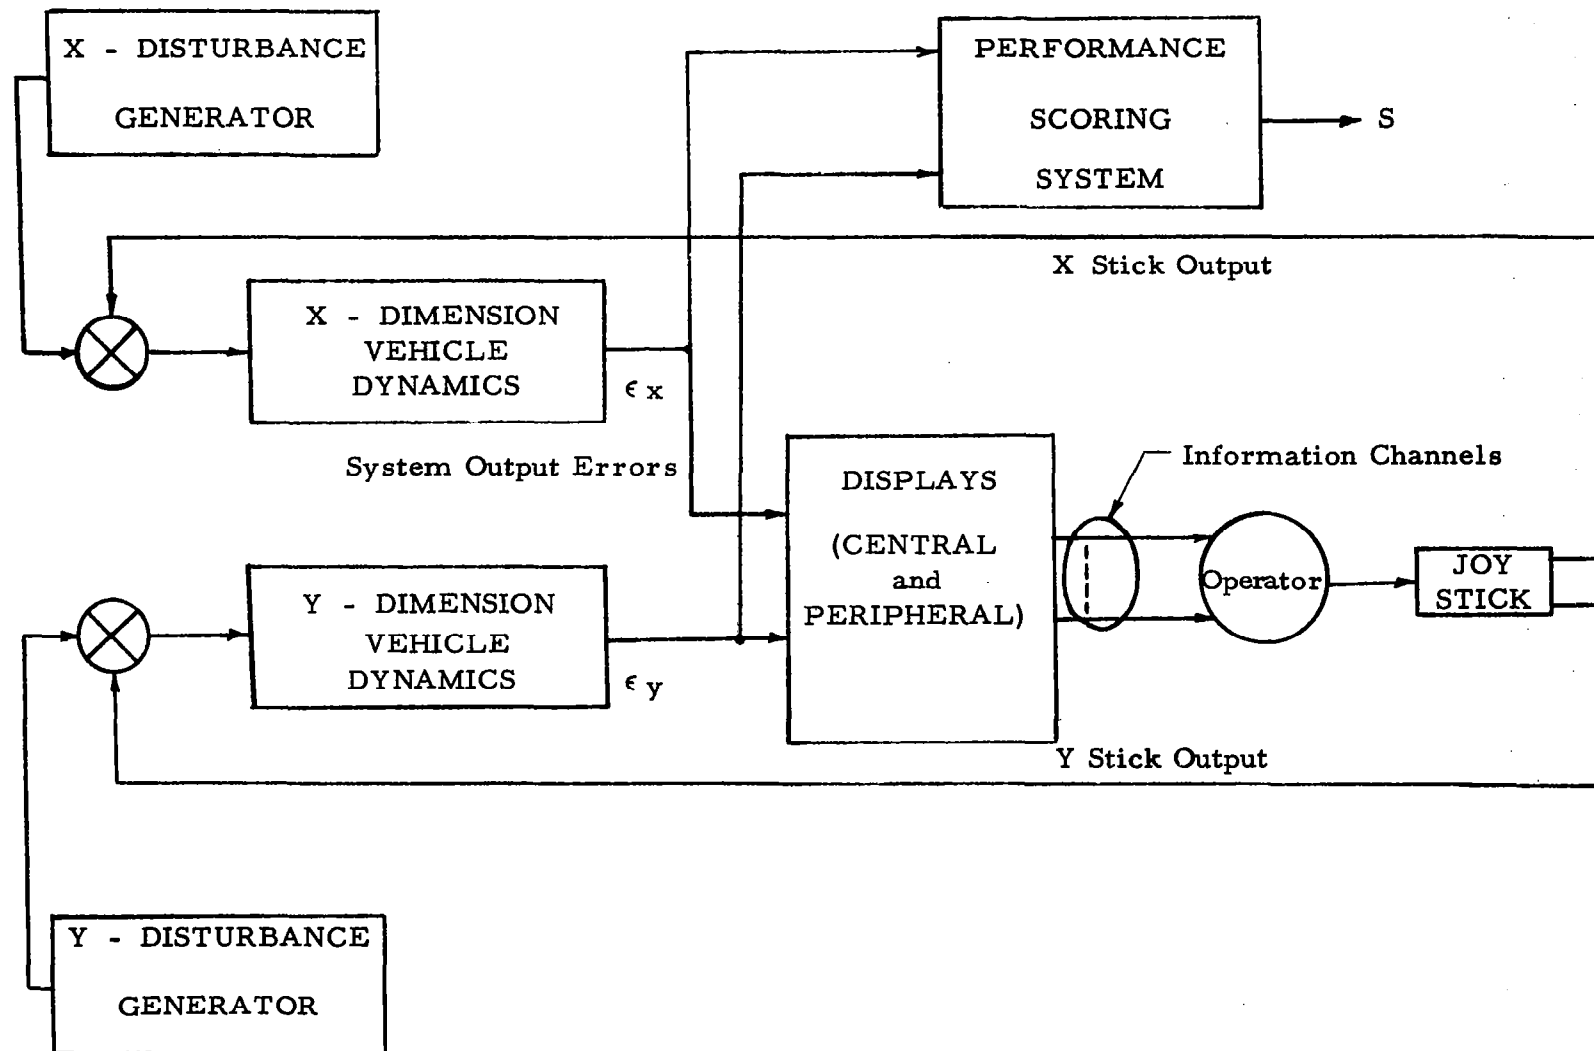 X - DISTURBANCE
GENERATOR
PERFORMANCE
SCORING
SYSTEM
S
X Stick Output
X - DIMENSION
VEHICLE
DYNAMICS
ϵ x
System Output Errors
Information Channels
DISPLAYS
(CENTRAL
and
PERIPHERAL)
Operator
JOY
STICK
Y - DIMENSION
VEHICLE
DYNAMICS
ϵ y
Y Stick Output
Y - DISTURBANCE
GENERATOR